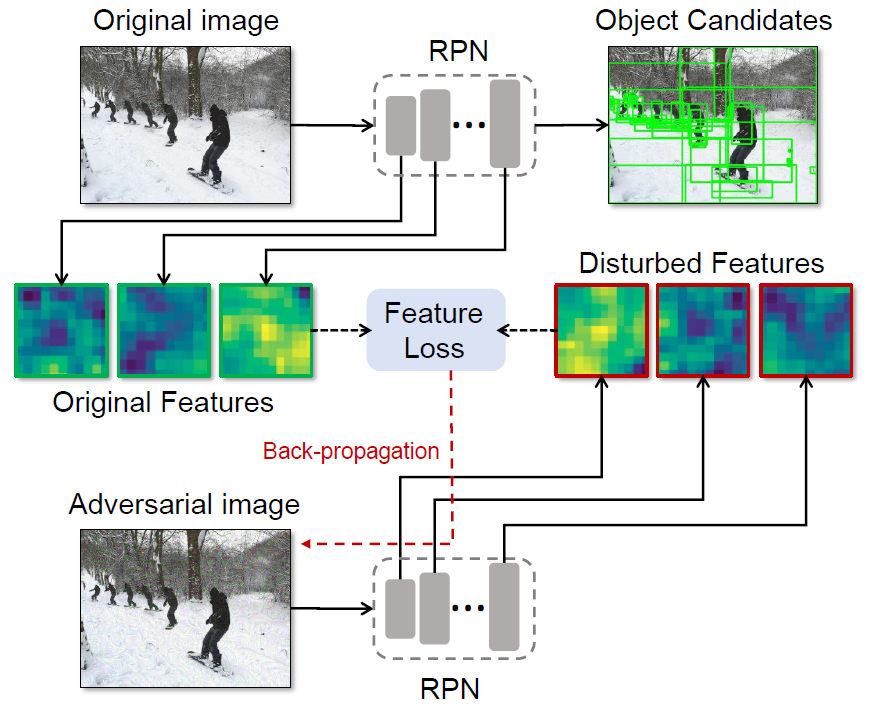 Original image
RPN
Object Candidates
Disturbed Features
Feature
Loss
Original Features
Back-propagation
Adversarial image
RPN